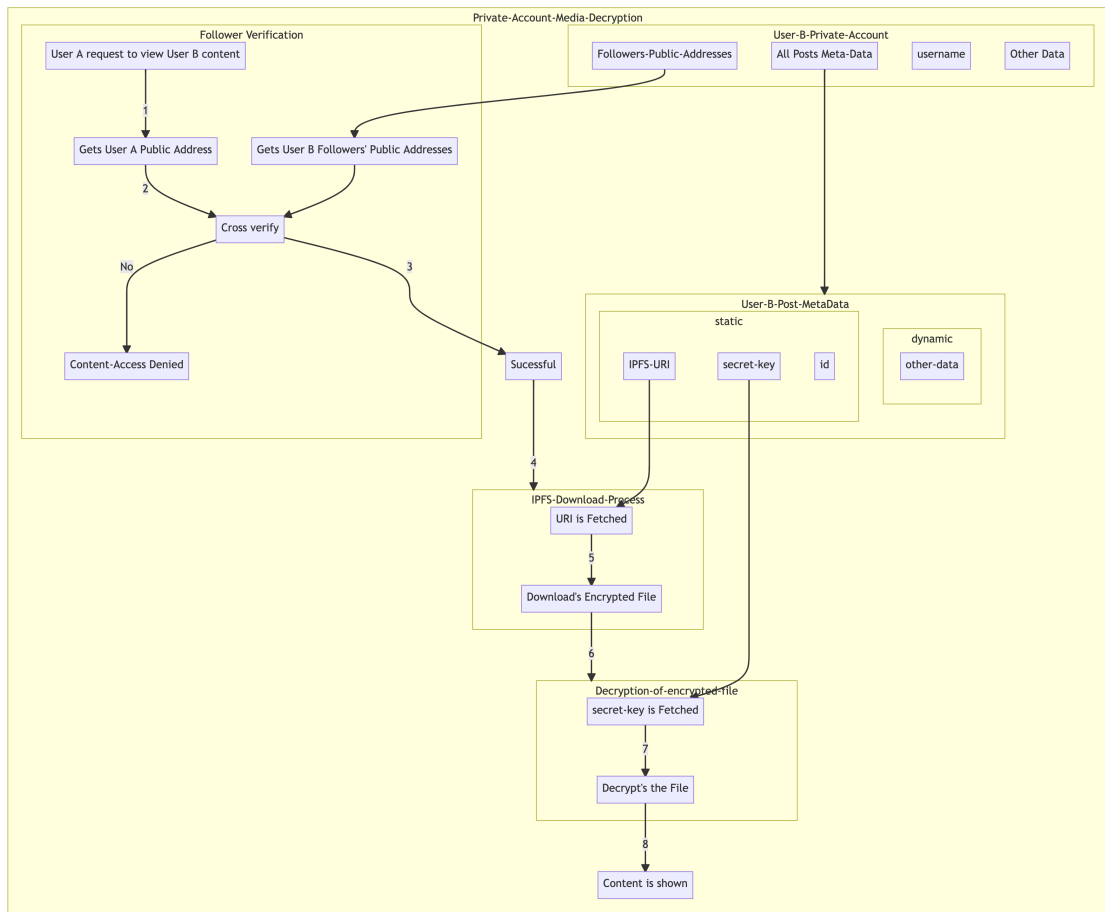 Private-Account-Media-Decryption
Follower Verification
User-B-Private-Account
User A request to view User B content
Followers-Public-Addresses
All Posts Meta-Data
username
Other Data
1
Gets User A Public Address
Gets User B Followers' Public Addresses
2
Cross verify
No
3
User-B-Post-MetaData
static
dynamic
Content-Access Denied
Sucessful
IPFS-URI
secret-key
id
other-data
4
IPFS-Download-Process
URI is Fetched
5
Download's Encrypted File
6
Decryption-of-encrypted-file
secret-key is Fetched
7
Decrypt's the File
8
Content is shown